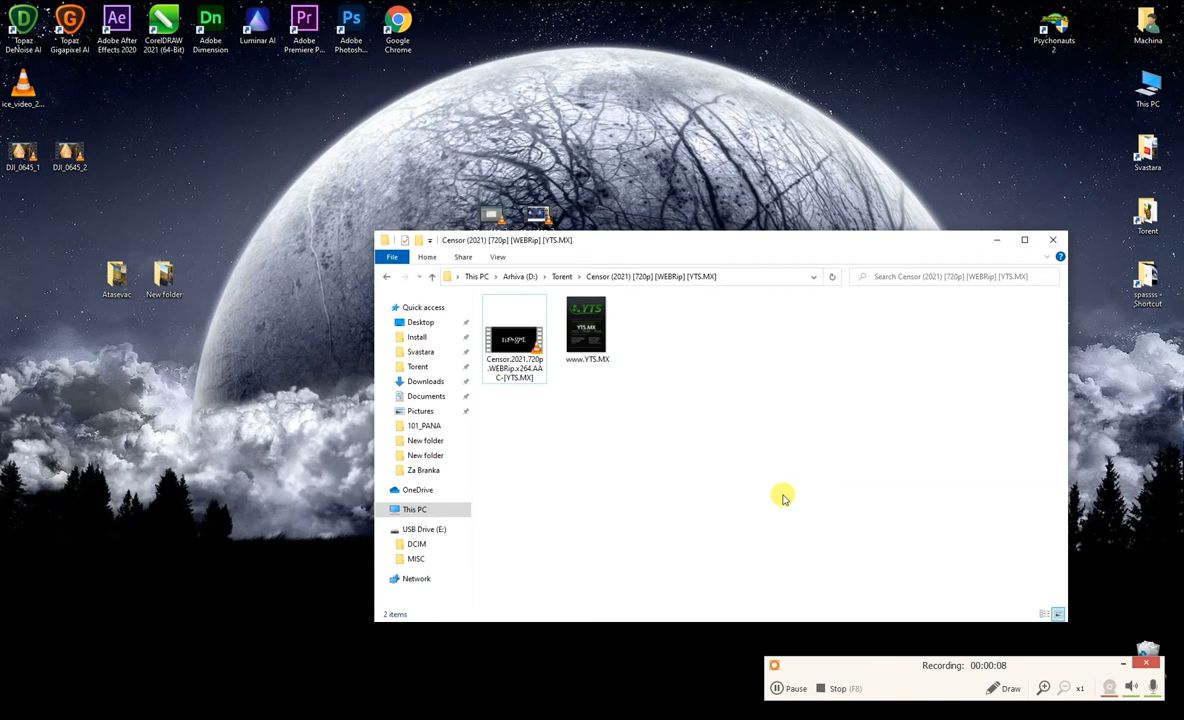 Topaz DeNoise AI
Topaz Gigapixel AI
Adobe After Effects 2020
CorelDRAW 2021 (64-Bit)
Adobe Dimension
Luminar AI
Adobe Premiere P...
Adobe Photosh...
Google Chrome
Psychonauts 2
Machina
ice_video_2...
This PC
DJI_0645_1
DJI_0645_2
Svastara
Torent
Atasevac
New folder
spassss - Shortcut
Censor (2021) [720p] [WEBRip] [YTS.MX]
File
Home
Share
View
This PC > Arhiva (D:) > Torent > Censor (2021) [720p] [WEBRip] [YTS.MX]
Search Censor (2021) [720p] [WEBRip] [YTS.MX]
Quick access
Desktop
Install
Svastara
Torent
Downloads
Documents
Pictures
101_PANA
New folder
New folder
Za Branka
OneDrive
This PC
USB Drive (E:)
DCIM
MISC
Network
Censor.2021.720p
.WEBRip.x264.AA
C-[YTS.MX]
YTS
YTS.MX
www.YTS.MX
2 items
Recording: 00:00:08
Pause
Stop (F8)
Draw
x1